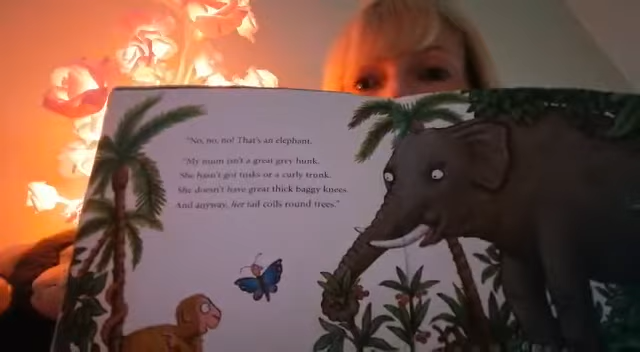 "No, no, no! That's an elephant.
"My mum isn't a great grey hunk.
She hasn't got tusks or a curly trunk.
She doesn't have great thick baggy knees.
And anyway, her tail coils round trees."